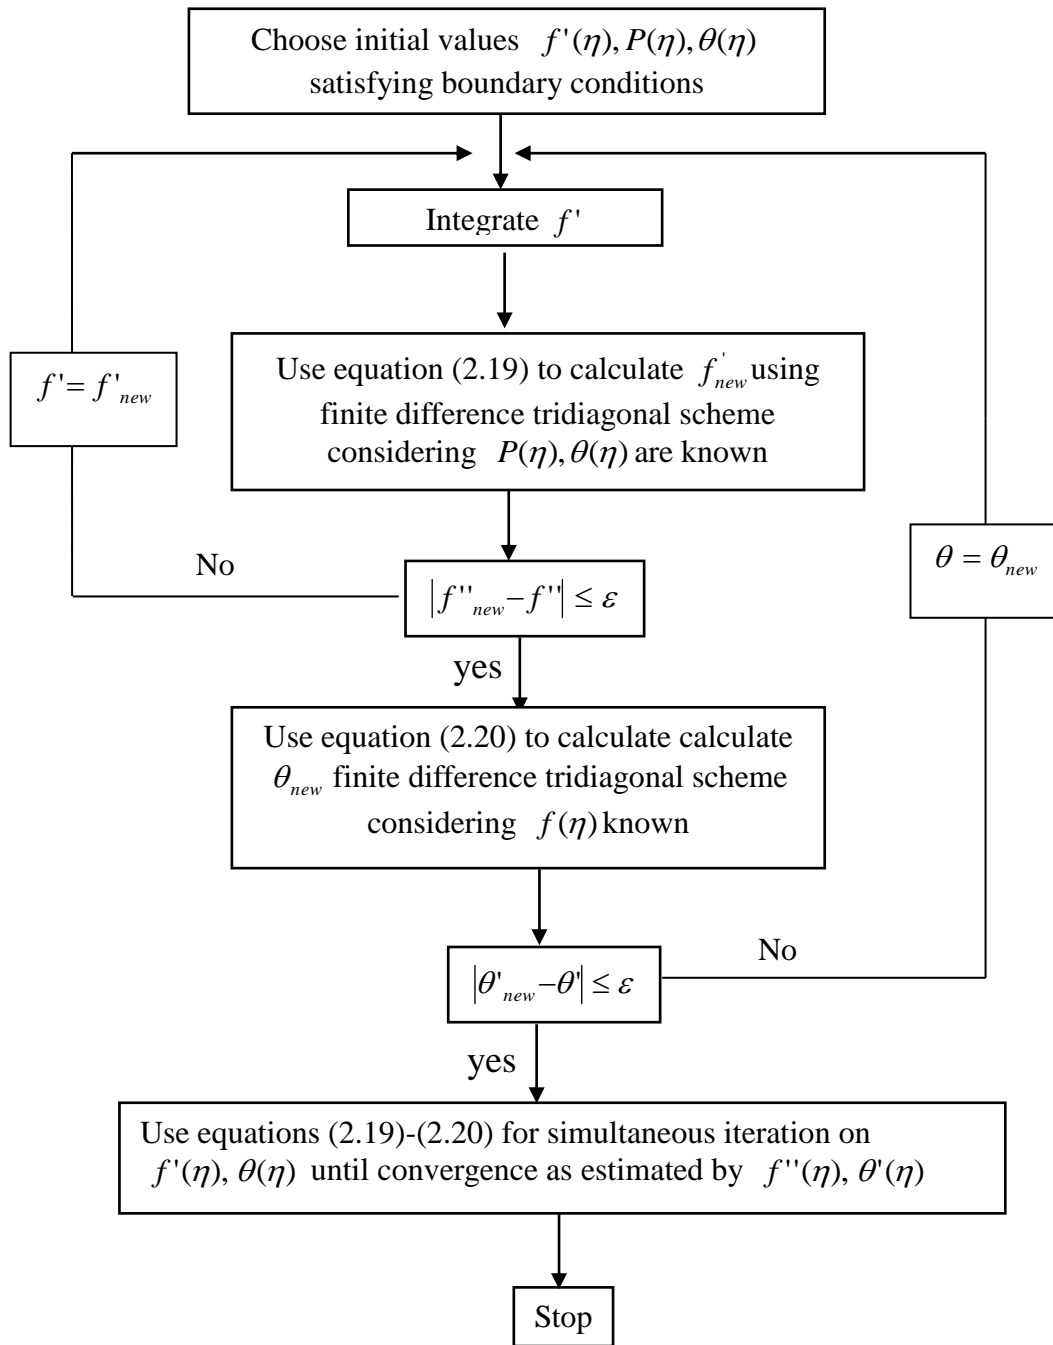 Choose initial values f'(η), P(η), θ(η)
satisfying boundary conditions
Integrate f'
Use equation (2.19) to calculate f'new using
finite difference tridiagonal scheme
considering P(η), θ(η) are known
f'= f'new
No
|f''new−f''| ≤ ε
θ = θnew
yes
Use equation (2.20) to calculate calculate
θnew finite difference tridiagonal scheme
considering f(η) known
No
|θ'new−θ'| ≤ ε
yes
Use equations (2.19)-(2.20) for simultaneous iteration on
f'(η), θ(η) until convergence as estimated by f''(η), θ'(η)
Stop